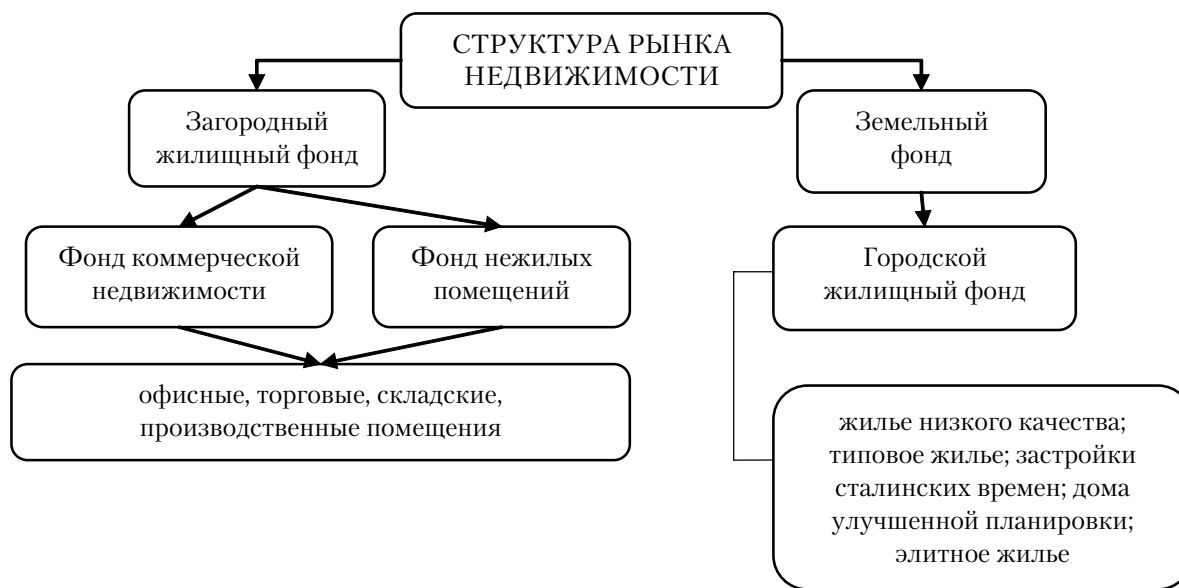 СТРУКТУРА РЫНКА
НЕДВИЖИМОСТИ
Загородный
жилищный фонд
Земельный
фонд
Фонд коммерческой
недвижимости
Фонд нежилых
помещений
Городской
жилищный фонд
офисные, торговые, складские,
производственные помещения
жилье низкого качества;
типовое жилье; застройки
сталинских времен; дома
улучшенной планировки;
элитное жилье